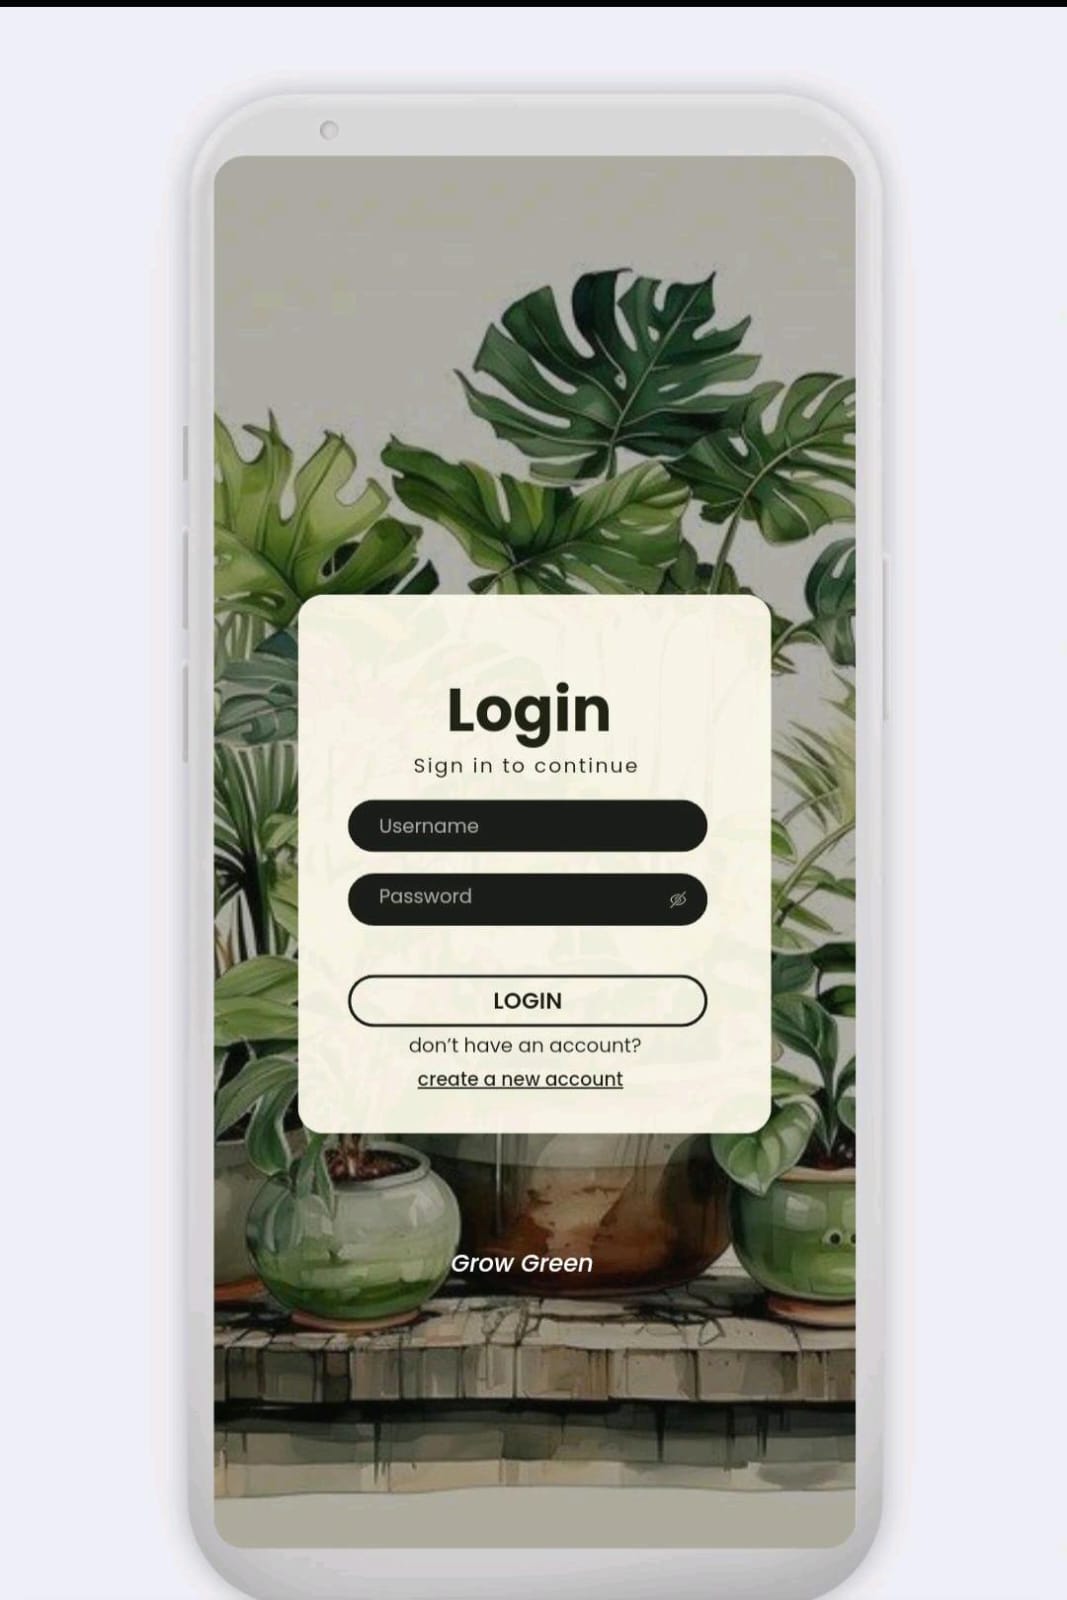 Login
Sign in to continue
Username
Password
LOGIN
don't have an account?
create a new account
Grow Green